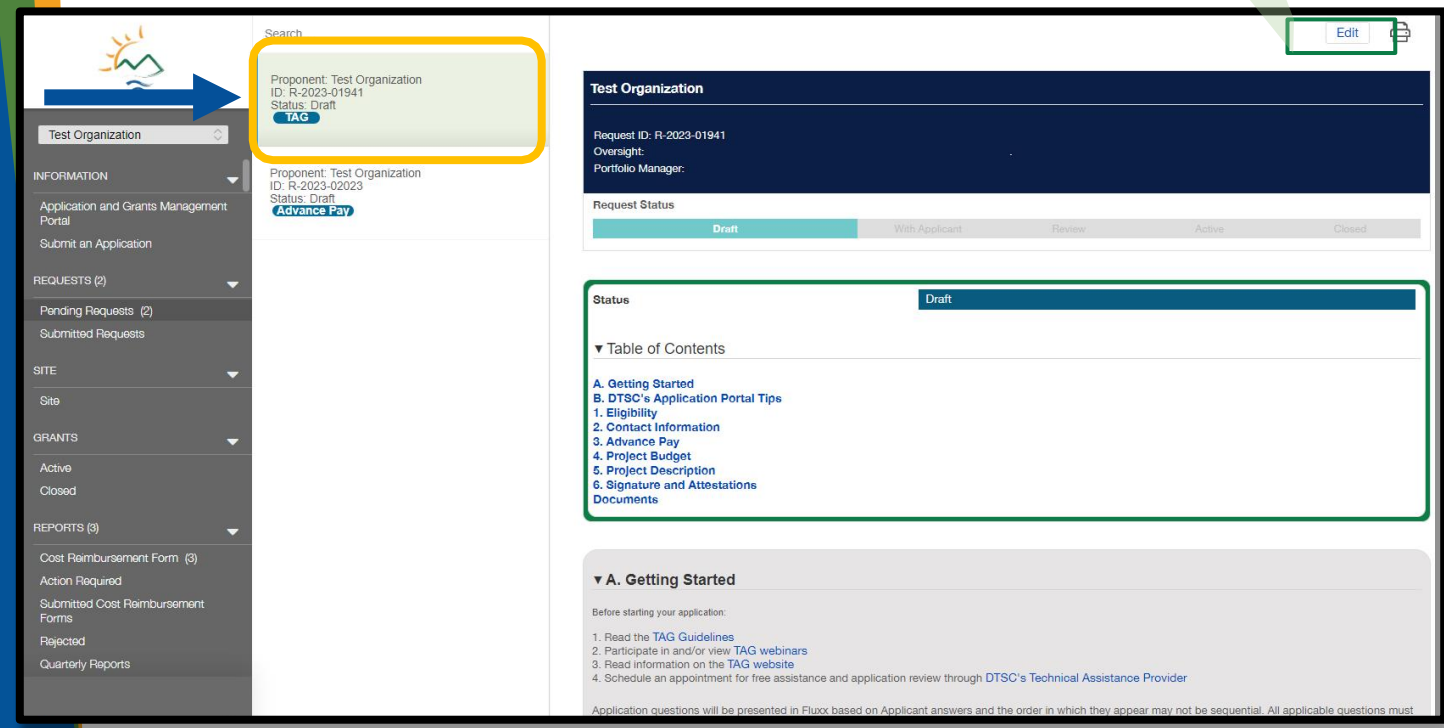 Search
Edit
Proponent: Test Organization
ID: R-2023-01941
Status: Draft
TAG
Proponent: Test Organization
ID: R-2023-02023
Status: Draft
Advance Pay
Test Organization
INFORMATION
Application and Grants Management
Portal
Submit an Application
REQUESTS (2)
Pending Requests (2)
Submitted Requests
SITE
Site
GRANTS
Active
Closed
REPORTS (3)
Cost Reimbursement Form (3)
Action Required
Submitted Cost Reimbursement
Forms
Rejected
Quarterly Reports
Test Organization
Request ID: R-2023-01941
Oversight:
Portfolio Manager:
Request Status
Draft With Applicant Review Active Closed
Status Draft
▼ Table of Contents
A. Getting Started
B. DTSC's Application Portal Tips
1. Eligibility
2. Contact Information
3. Advance Pay
4. Project Budget
5. Project Description
6. Signature and Attestations
Documents
▼ A. Getting Started
Before starting your application:
1. Read the TAG Guidelines
2. Participate in and/or view TAG webinars
3. Read information on the TAG website
4. Schedule an appointment for free assistance and application review through DTSC's Technical Assistance Provider
Application questions will be presented in Fluxx based on Applicant answers and the order in which they appear may not be sequential. All applicable questions must